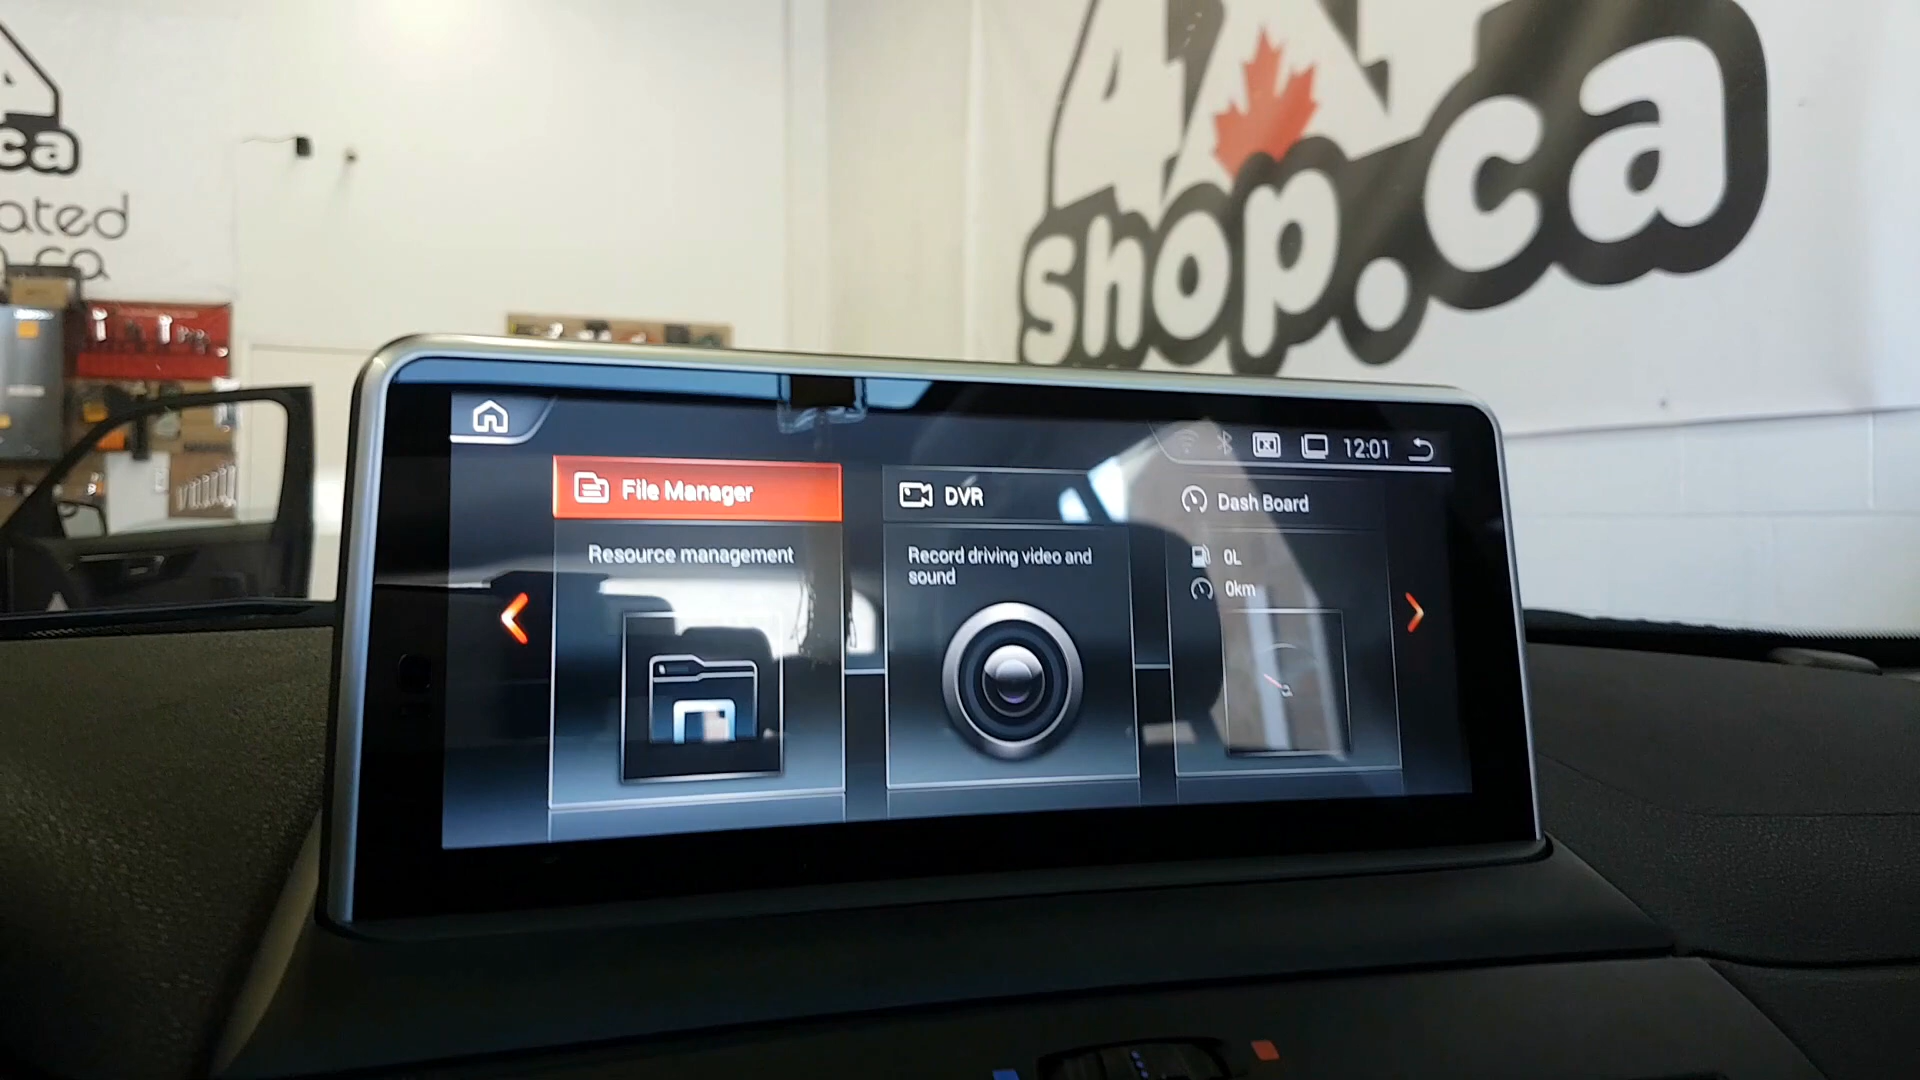 shop.ca
ca
ated
ca
12:01
File Manager
DVR
Dash Board
Resource management
Record driving video and
sound
0L
0km